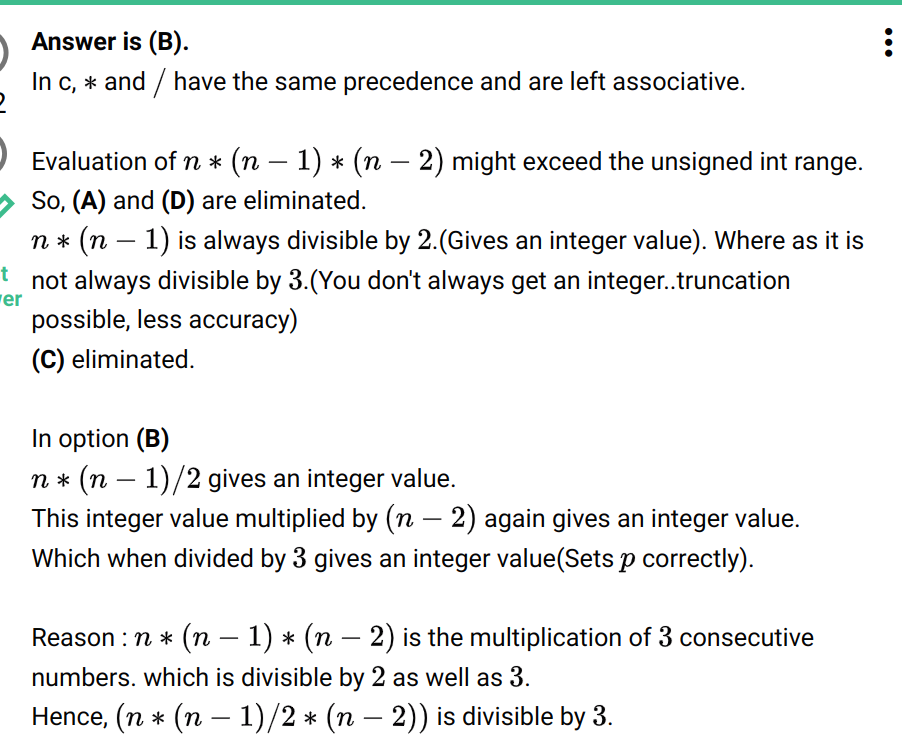 Answer is (B).
In c, ∗ and / have the same precedence and are left associative.
2
Evaluation of n ∗ (n − 1) ∗ (n − 2) might exceed the unsigned int range.
So, (A) and (D) are eliminated.
n ∗ (n − 1) is always divisible by 2.(Gives an integer value). Where as it is
t
not always divisible by 3.(You don't always get an integer..truncation
er
possible, less accuracy)
(C) eliminated.
In option (B)
n ∗ (n − 1)/2 gives an integer value.
This integer value multiplied by (n − 2) again gives an integer value.
Which when divided by 3 gives an integer value(Sets p correctly).
Reason : n ∗ (n − 1) ∗ (n − 2) is the multiplication of 3 consecutive
numbers. which is divisible by 2 as well as 3.
Hence, (n ∗ (n − 1)/2 ∗ (n − 2)) is divisible by 3.